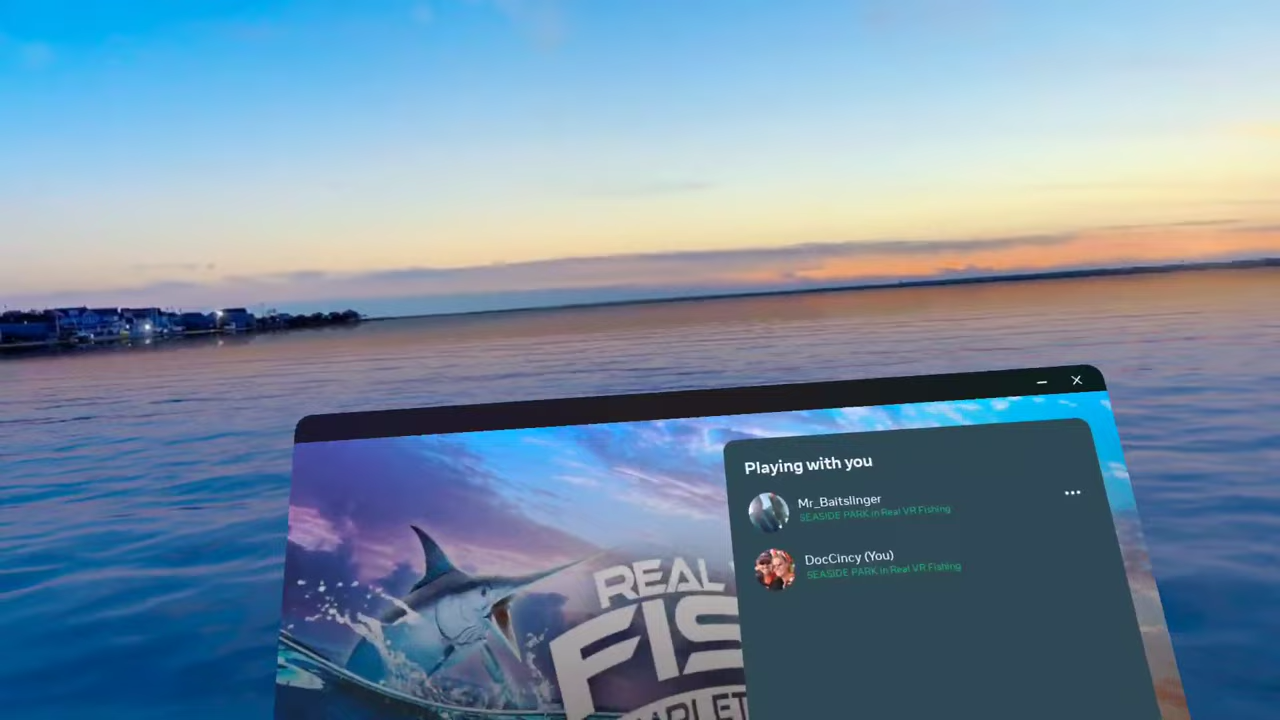 Playing with you
Mr_Baitslinger
SEASIDE PARK in Real VR Fishing
DocCincy (You)
SEASIDE PARK in Real VR Fishing
REAL
FIS